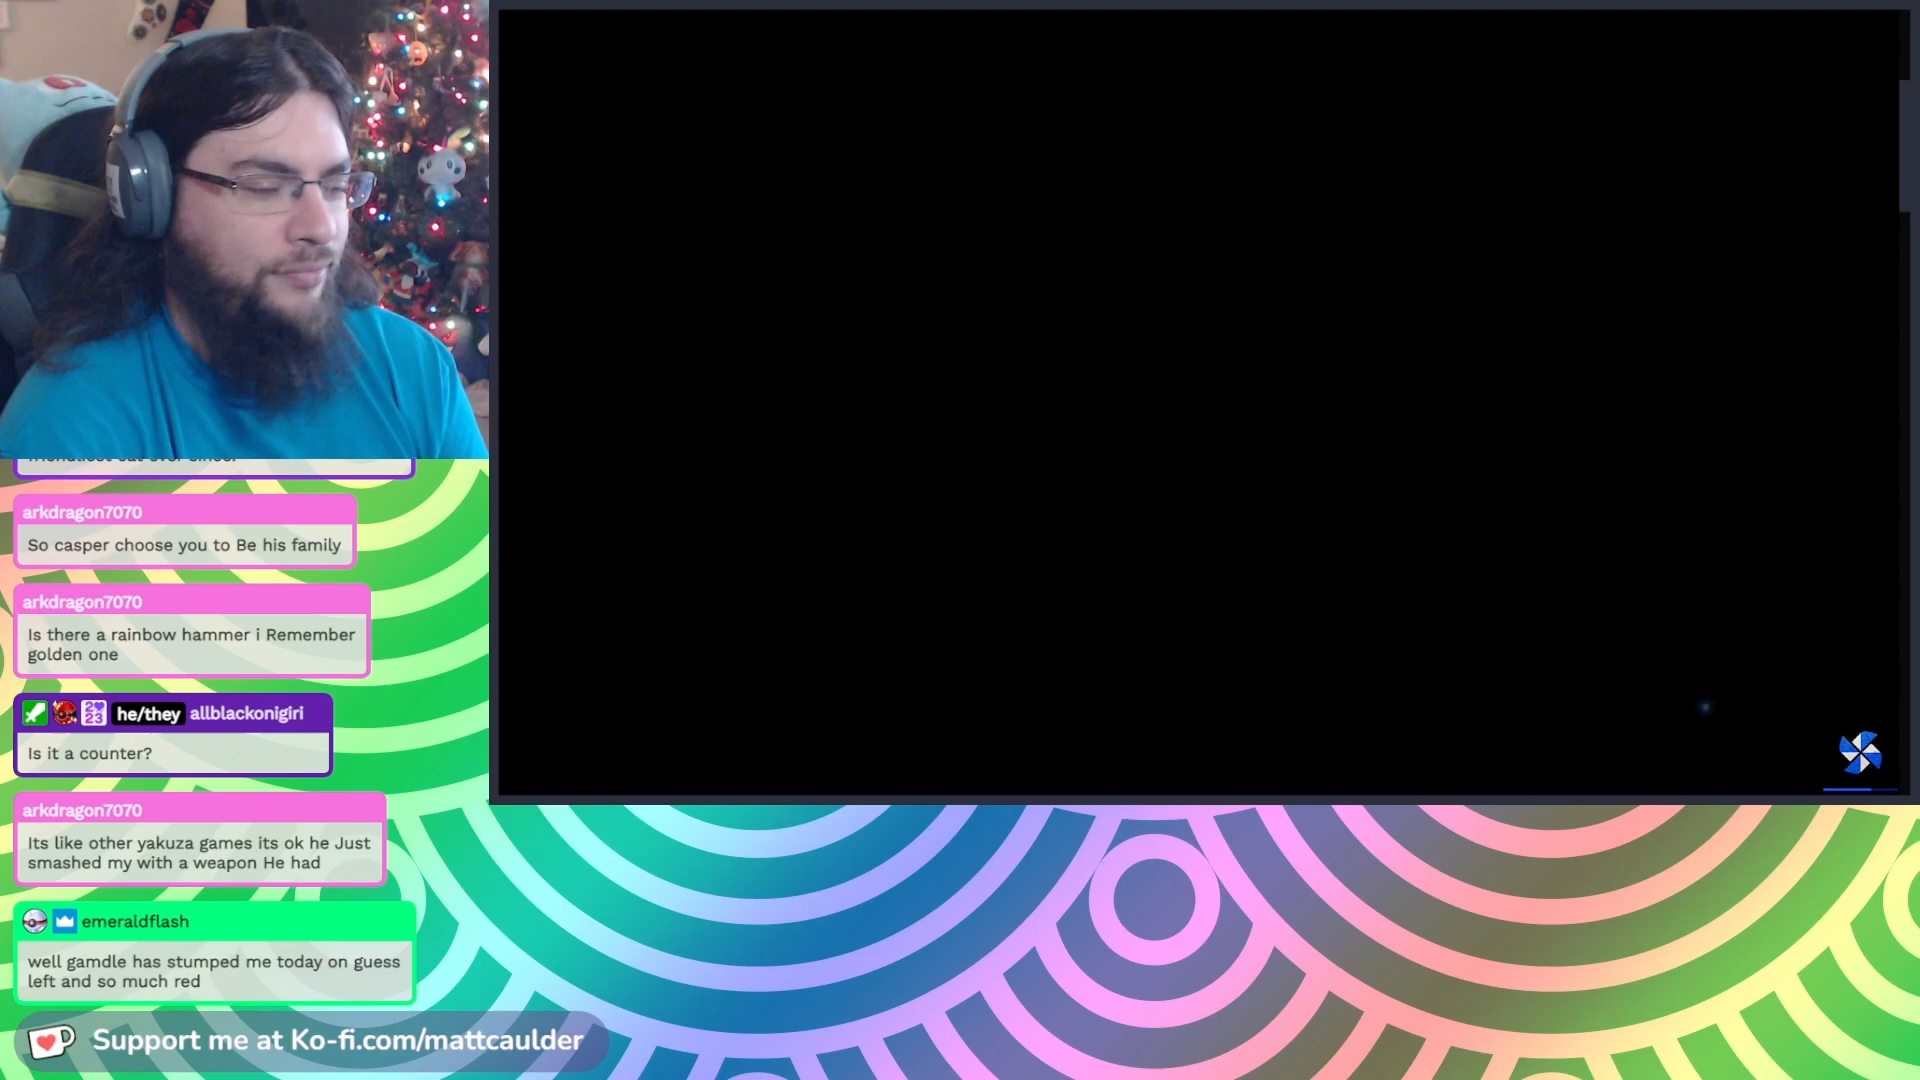 arkdragon7070
So casper choose you to Be his family
arkdragon7070
Is there a rainbow hammer i Remember
golden one
he/they allblackonigiri
Is it a counter?
arkdragon7070
Its like other yakuza games its ok he Just
smashed my with a weapon He had
emeraldflash
well gamdle has stumped me today on guess
left and so much red
Support me at Ko-fi.com/mattcaulder